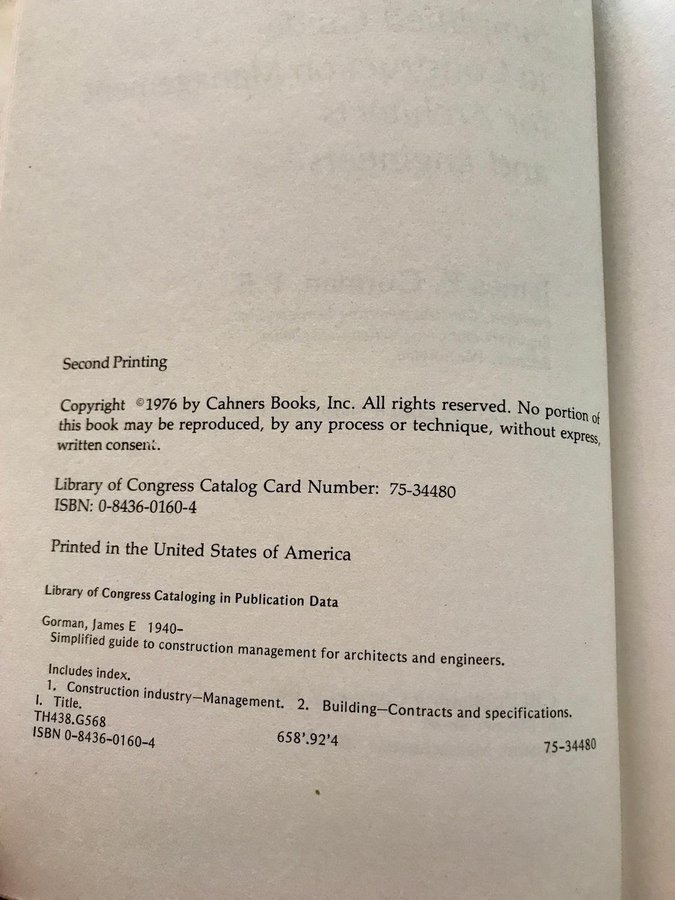 Second Printing
Copyright ©1976 by Cahners Books, Inc. All rights reserved. No portion of
this book may be reproduced, by any process or technique, without express,
written consent.
Library of Congress Catalog Card Number: 75-34480
ISBN: 0-8436-0160-4
Printed in the United States of America
Library of Congress Cataloging in Publication Data
Gorman, James E 1940-
Simplified guide to construction management for architects and engineers.
Includes index.
1. Construction industry—Management. 2. Building—Contracts and specifications.
I. Title.
TH438.G568 658'.92'4 75-34480
ISBN 0-8436-0160-4